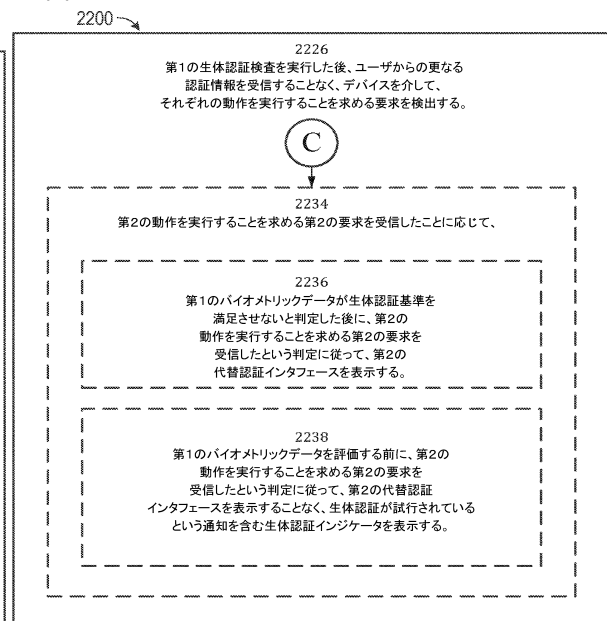 2200
2226
第1の生体認証検査を実行した後、ユーザからの更なる
認証情報を受信することなく、デバイスを介して、
それぞれの動作を実行することを求める要求を検出する。
C
2234
第2の動作を実行することを求める第2の要求を受信したことに応じて、
2236
第1のバイオメトリックデータが生体認証基準を
満足させないと判定した後に、第2の
動作を実行することを求める第2の要求を
受信したという判定に従って、第2の
代替認証インタフェースを表示する。
2238
第1のバイオメトリックデータを評価する前に、第2の
動作を実行することを求める第2の要求を
受信したという判定に従って、第2の代替認証
インタフェースを表示することなく、生体認証が試行されている
という通知を含む生体認証インジケータを表示する。